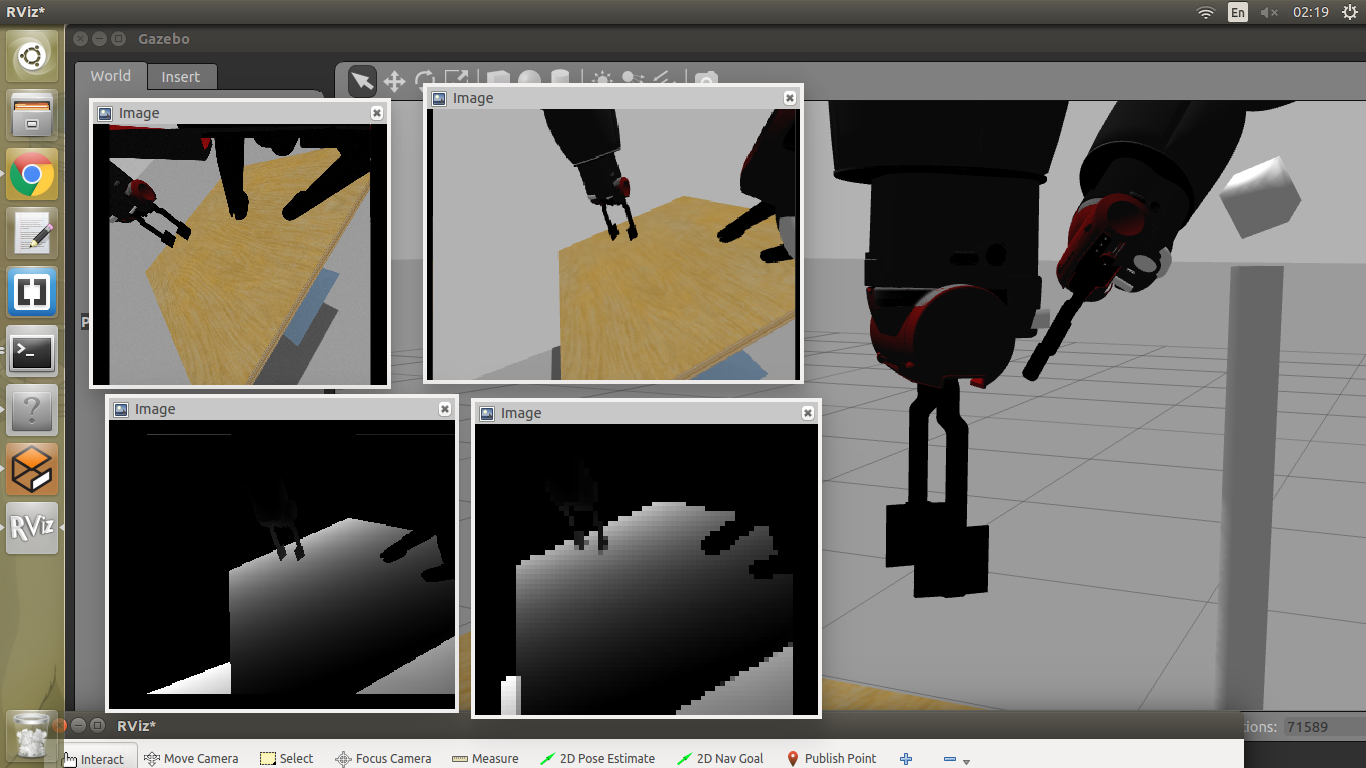 RViz*
En
02:19
Gazebo
World
Insert
Image
Image
Image
Image
RViz
RViz*
71589
Interact
Move Camera
Select
Focus Camera
Measure
2D Pose Estimate
2D Nav Goal
Publish Point